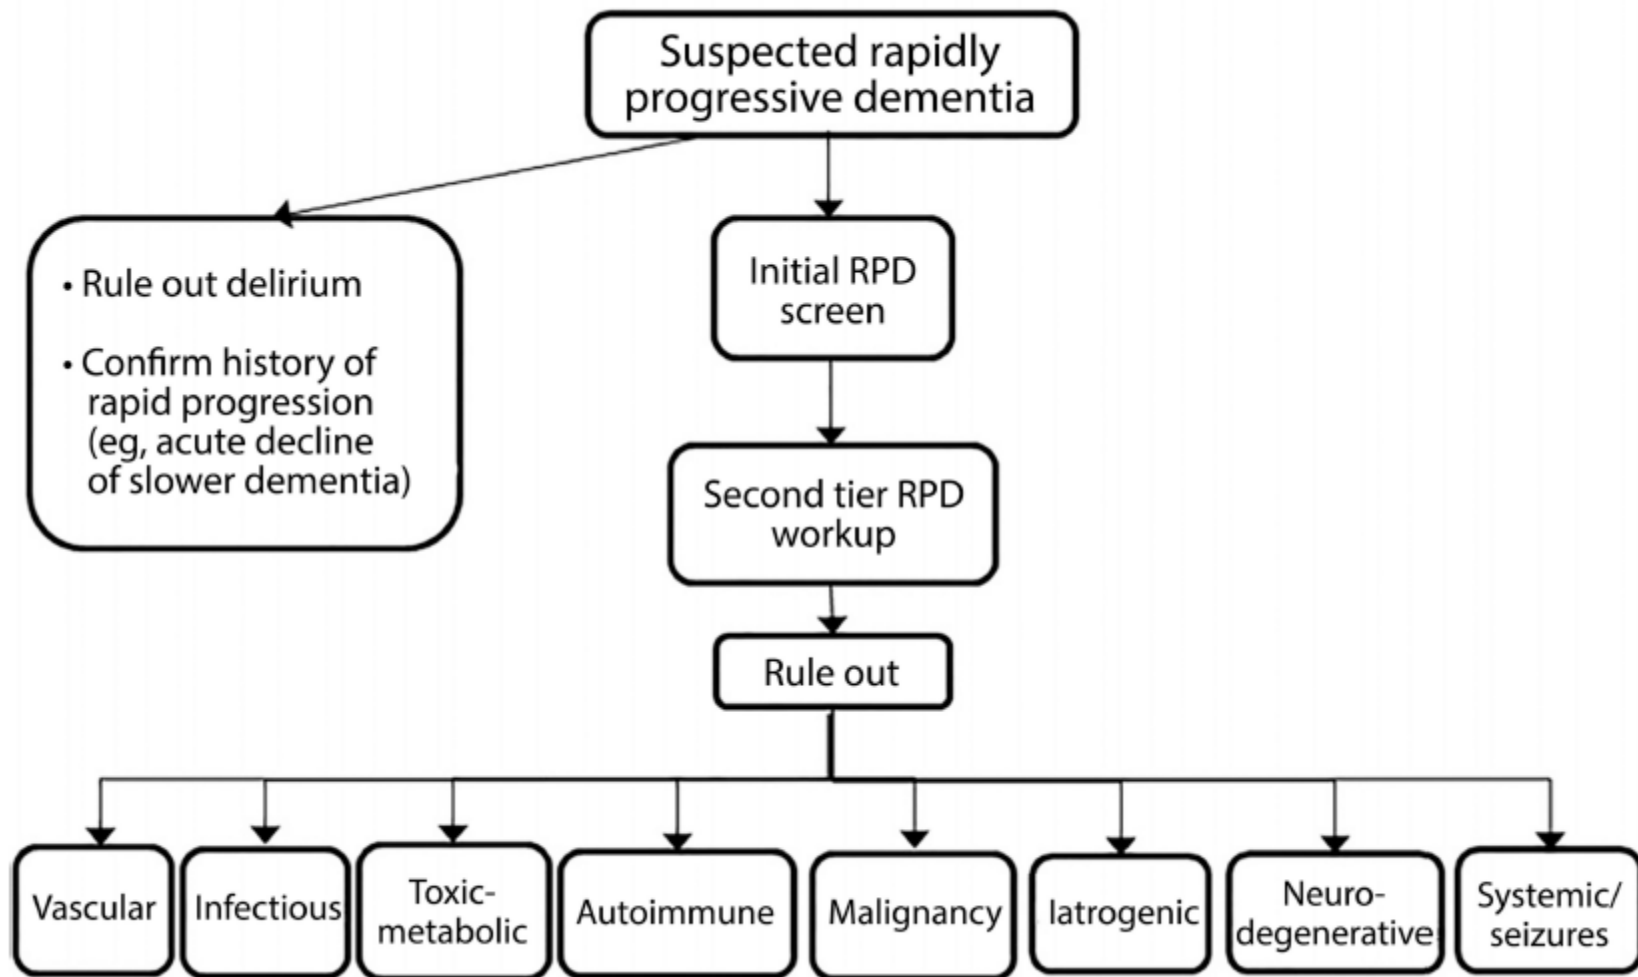 Suspected rapidly
progressive dementia
• Rule out delirium
• Confirm history of
rapid progression
(eg, acute decline
of slower dementia)
Initial RPD
screen
Second tier RPD
workup
Rule out
Vascular
Infectious
Toxic-
metabolic
Autoimmune
Malignancy
Iatrogenic
Neuro-
degenerative
Systemic/
seizures